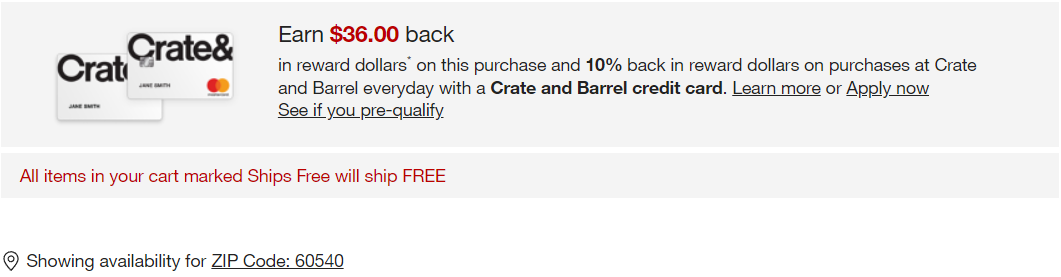 Crate&
Crat
JANE SMITH
JANE SMITH
Earn $36.00 back
in reward dollars* on this purchase and 10% back in reward dollars on purchases at Crate
and Barrel everyday with a Crate and Barrel credit card. Learn more or Apply now
See if you pre-qualify
All items in your cart marked Ships Free will ship FREE
Showing availability for ZIP Code: 60540